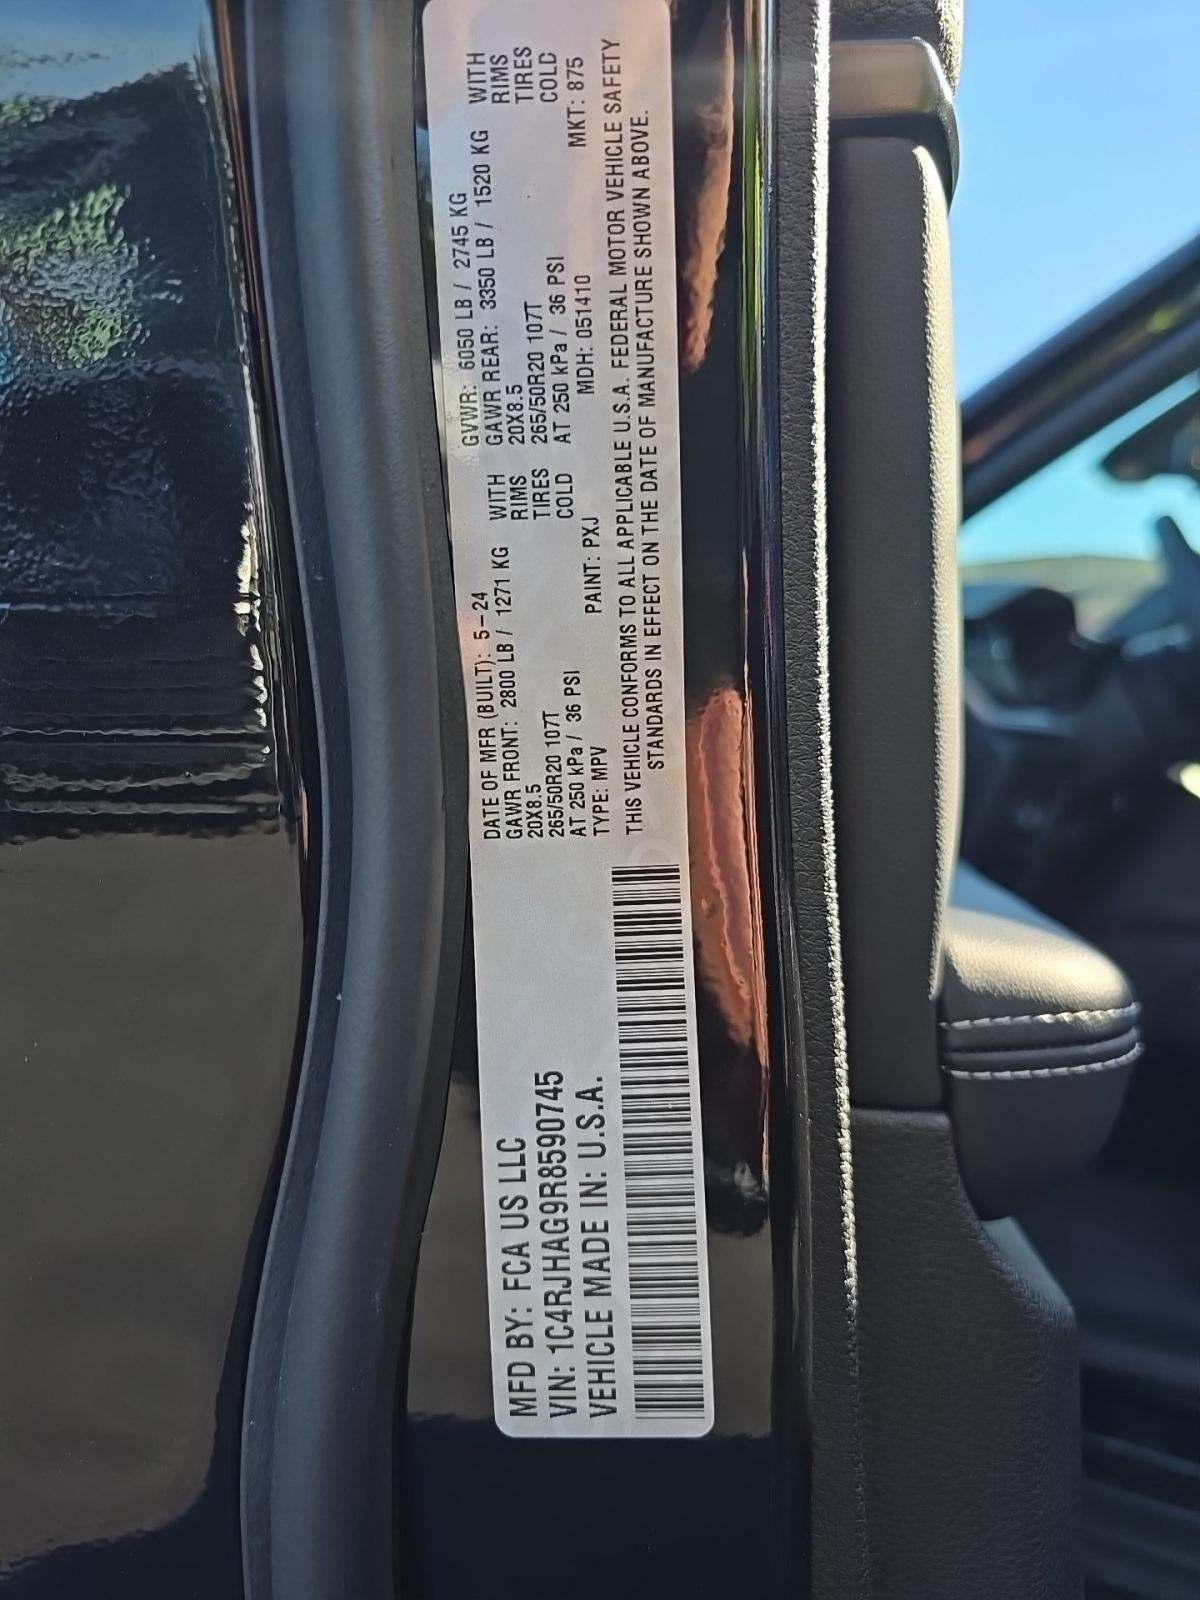 MFD BY: FCA US LLC
VIN: 1C4RJHAG9R8590745
VEHICLE MADE IN: U.S.A.
DATE OF MFR (BUILT): 5-24
GAWR FRONT: 2800 LB / 1271 KG WITH
20X8.5 RIMS
265/50R20 107T TIRES
AT 250 kPa / 36 PSI COLD
TYPE: MPV PAINT: PXJ
GVWR: 6050 LB / 2745 KG
GAWR REAR: 3350 LB / 1520 KG WITH
20X8.5 RIMS
265/50R20 107T TIRES
AT 250 kPa / 36 PSI COLD
MDH: 051410 MKT: 875
THIS VEHICLE CONFORMS TO ALL APPLICABLE U.S.A. FEDERAL MOTOR VEHICLE SAFETY
STANDARDS IN EFFECT ON THE DATE OF MANUFACTURE SHOWN ABOVE.